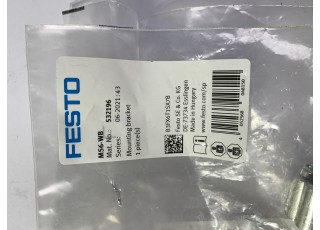 FESTO
MS6-WB
Mat. No.: 532196
Series: 06-2021: 43
Mounting bracket
1 piece(s)
Festo SE & Co. KG
DE-73734 Esslingen
Made in Hungary
www.festo.com/sp